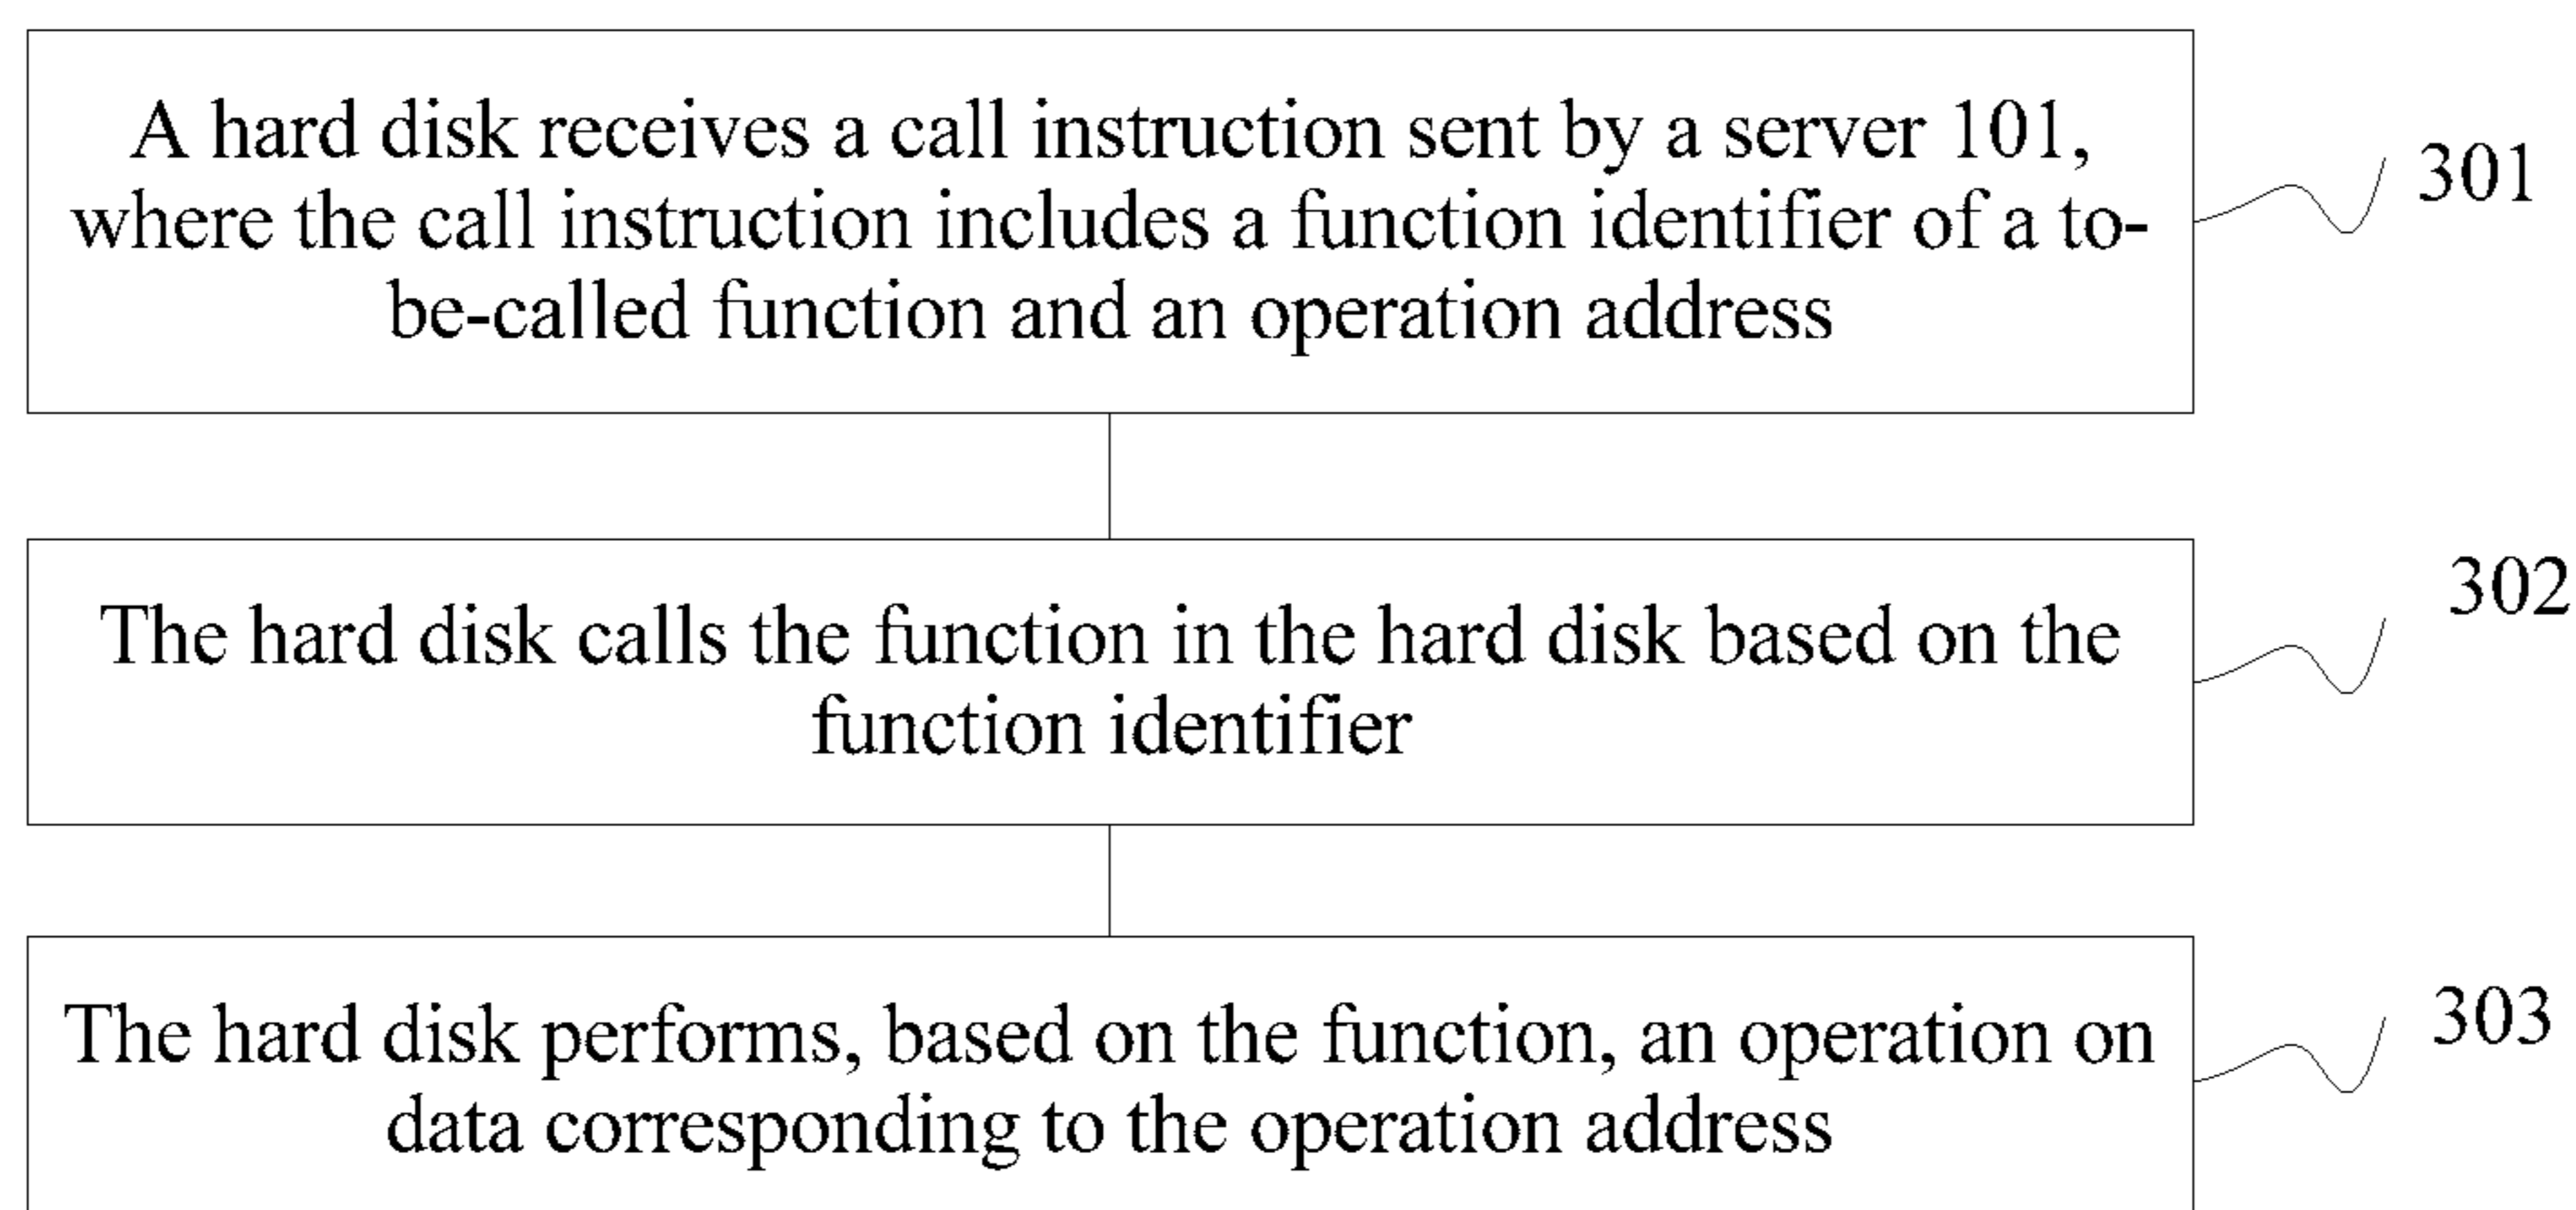 A hard disk receives a call instruction sent by a server 101,
where the call instruction includes a function identifier of a to-
be-called function and an operation address
301
The hard disk calls the function in the hard disk based on the
function identifier
302
The hard disk performs, based on the function, an operation on
data corresponding to the operation address
303